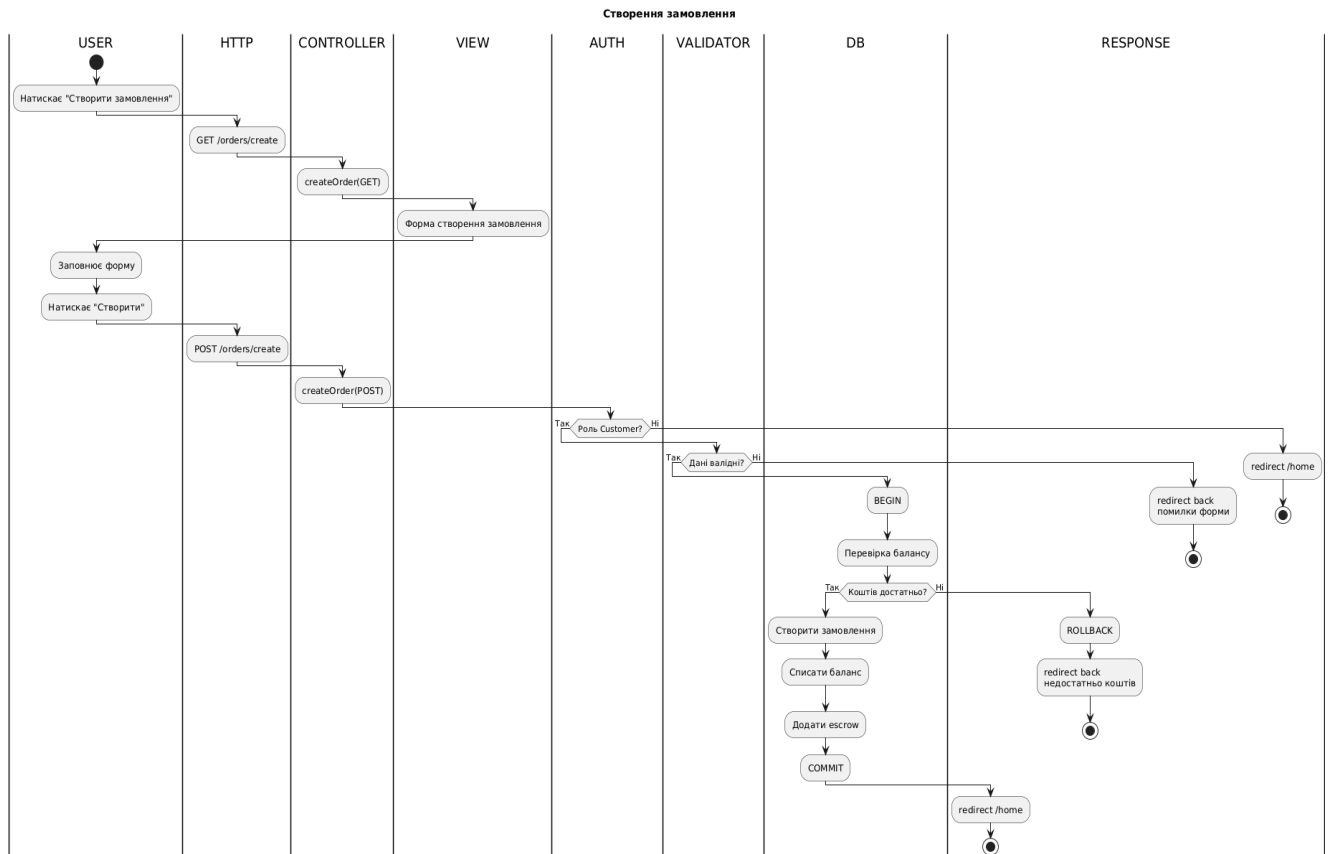 Створення замовлення
USER
HTTP
CONTROLLER
VIEW
AUTH
VALIDATOR
DB
RESPONSE
Натискає "Створити замовлення"
GET /orders/create
createOrder(GET)
Форма створення замовлення
Заповнює форму
Натискає "Створити"
POST /orders/create
createOrder(POST)
Так
Роль Customer?
Ні
Так
Дані валідні?
Ні
redirect /home
BEGIN
redirect back
помилки форми
Перевірка балансу
Так
Коштів достатньо?
Ні
Створити замовлення
ROLLBACK
Списати баланс
redirect back
недостатньо коштів
Додати escrow
COMMIT
redirect /home